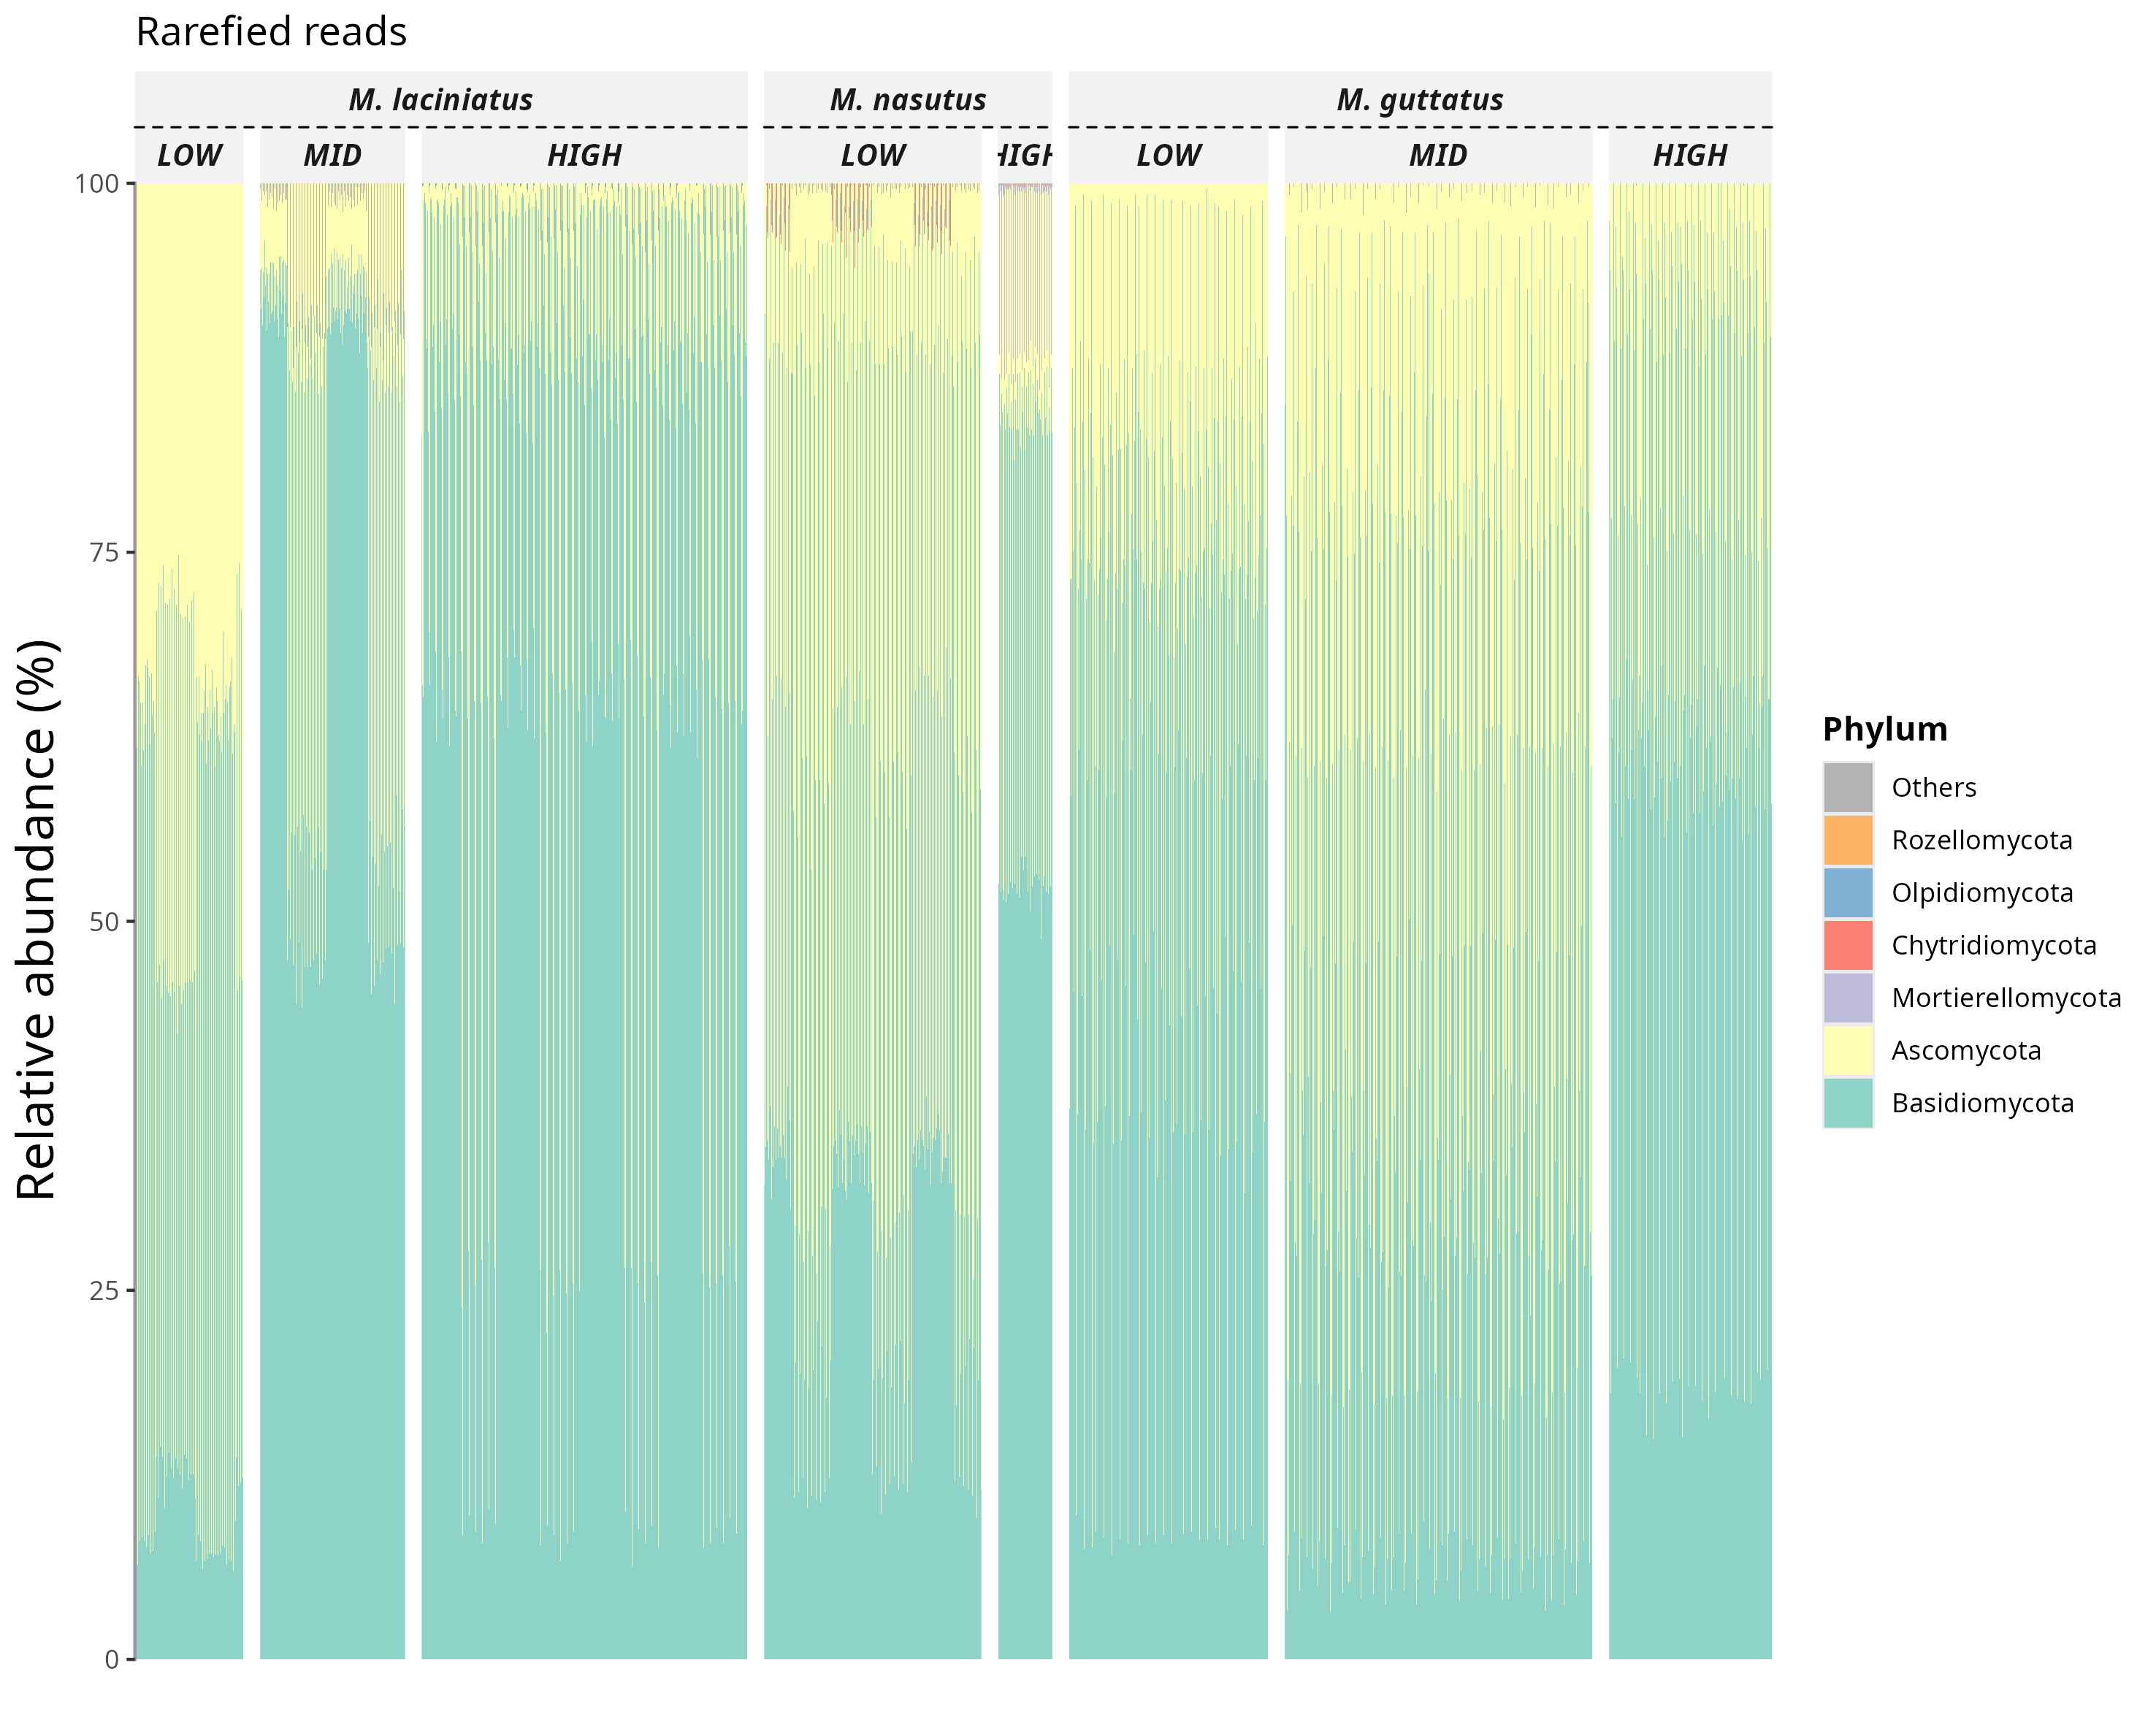 Rarefied reads
M. laciniatus M. nasutus M. guttatus
LOW MID HIGH LOW HIGH LOW MID HIGH
100
75
50
25
0
Relative abundance (%)
Phylum
Others
Rozellomycota
Olpidiomycota
Chytridiomycota
Mortierellomycota
Ascomycota
Basidiomycota